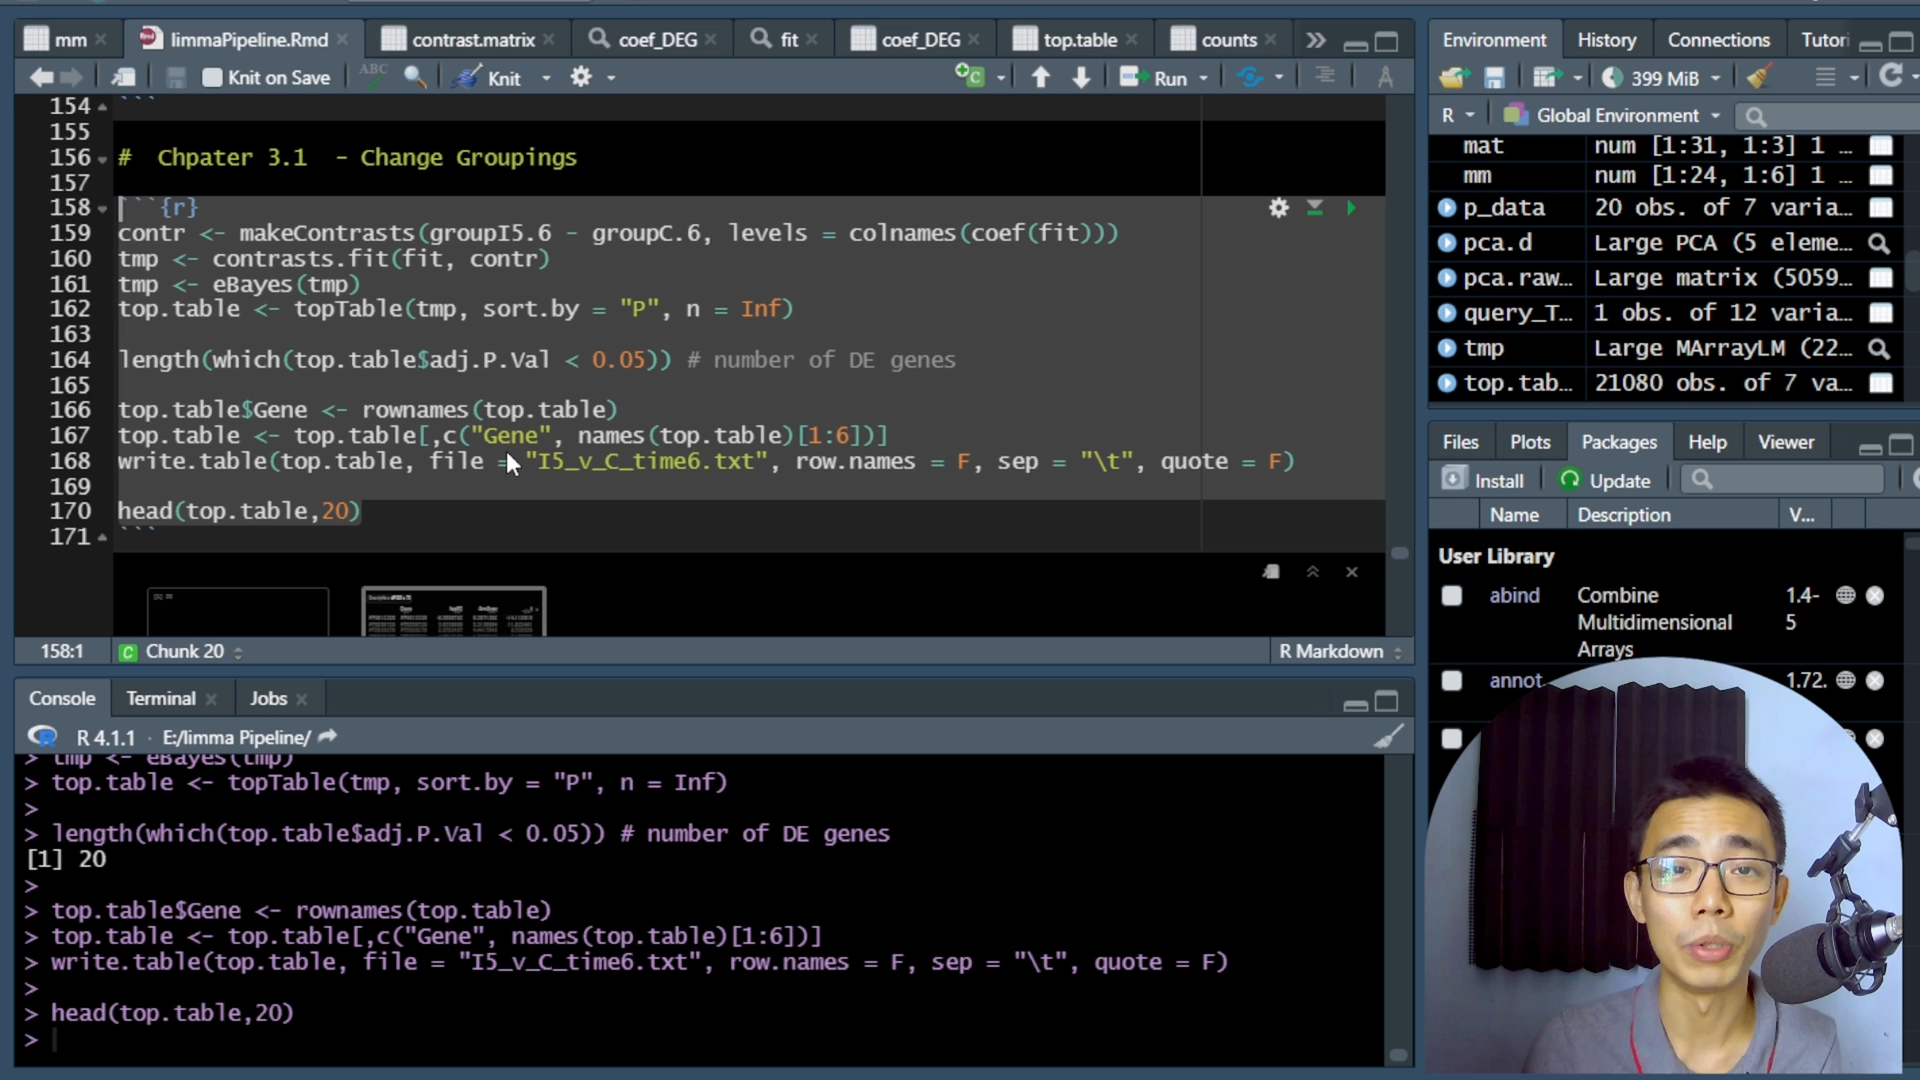 mm
limmaPipeline.Rmd
contrast.matrix
coef_DEG
fit
coef_DEG
top.table
counts
Knit on Save
ABC
Knit
Run
154 ```
155
156 #  Chpater 3.1  - Change Groupings
157
158 ```{r}
159 contr <- makeContrasts(groupI5.6 - groupC.6, levels = colnames(coef(fit)))
160 tmp <- contrasts.fit(fit, contr)
161 tmp <- eBayes(tmp)
162 top.table <- topTable(tmp, sort.by = "P", n = Inf)
163
164 length(which(top.table$adj.P.Val < 0.05)) # number of DE genes
165
166 top.table$Gene <- rownames(top.table)
167 top.table <- top.table[,c("Gene", names(top.table)[1:6])]
168 write.table(top.table, file = "I5_v_C_time6.txt", row.names = F, sep = "\t", quote = F)
169
170 head(top.table,20)
171 ```
158:1
C Chunk 20
R Markdown
Console
Terminal
Jobs
R 4.1.1 · E:/limma Pipeline/
> tmp <- eBayes(tmp)
> top.table <- topTable(tmp, sort.by = "P", n = Inf)
>
> length(which(top.table$adj.P.Val < 0.05)) # number of DE genes
[1] 20
>
> top.table$Gene <- rownames(top.table)
> top.table <- top.table[,c("Gene", names(top.table)[1:6])]
> write.table(top.table, file = "I5_v_C_time6.txt", row.names = F, sep = "\t", quote = F)
>
> head(top.table,20)
>
Environment
History
Connections
Tutori
399 MiB
R
Global Environment
mat num [1:31, 1:3] 1 ...
mm num [1:24, 1:6] 1 ...
p_data 20 obs. of 7 varia...
pca.d Large PCA (5 eleme...
pca.raw... Large matrix (5059...
query_T... 1 obs. of 12 varia...
tmp Large MArrayLM (22...
top.tab... 21080 obs. of 7 va...
Files
Plots
Packages
Help
Viewer
Install
Update
Name
Description
V...
User Library
abind
Combine
Multidimensional
Arrays
1.4-
5
annot
1.72.